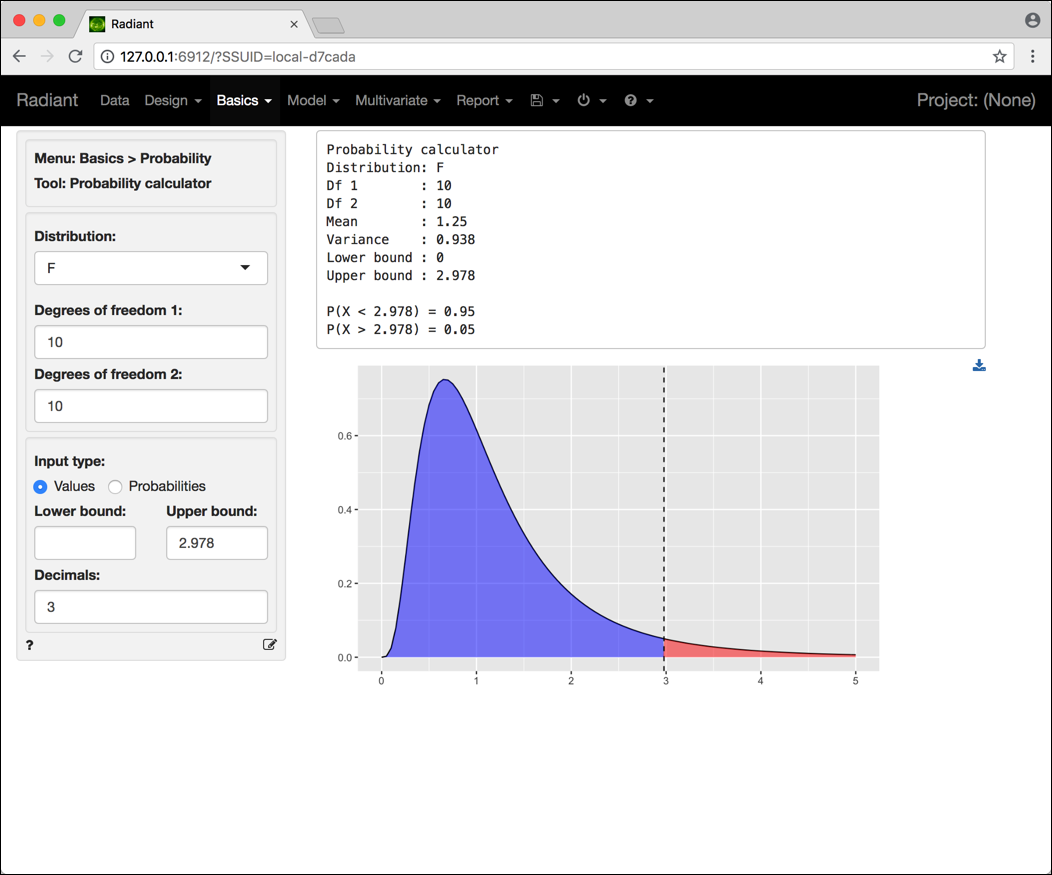 Radiant
127.0.0.1:6912/?SSUID=local-d7cada
Radiant Data Design Basics Model Multivariate Report Project: (None)
Menu: Basics > Probability
Tool: Probability calculator
Distribution:
F
Degrees of freedom 1:
10
Degrees of freedom 2:
10
Input type:
Values Probabilities
Lower bound: Upper bound:
2.978
Decimals:
3
?
Probability calculator
Distribution: F
Df 1 : 10
Df 2 : 10
Mean : 1.25
Variance : 0.938
Lower bound : 0
Upper bound : 2.978
P(X < 2.978) = 0.95
P(X > 2.978) = 0.05
0.6
0.4
0.2
0.0
0 1 2 3 4 5